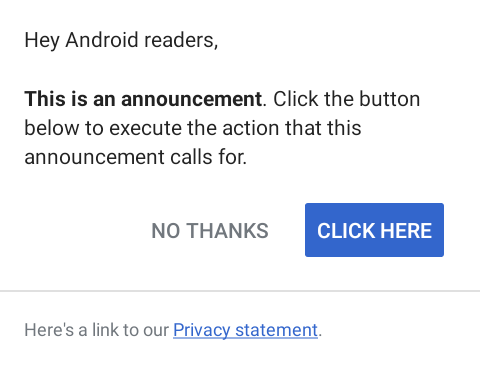 Hey Android readers,
This is an announcement. Click the button
below to execute the action that this
announcement calls for.
NO THANKS
CLICK HERE
Here's a link to our Privacy statement.